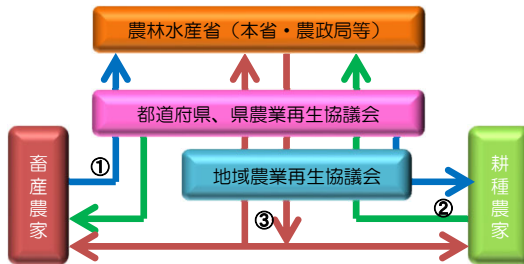 農林水産省（本省・農政局等）
都道府県、県農業再生協議会
①
畜産農家
地域農業再生協議会
耕種農家
②
③